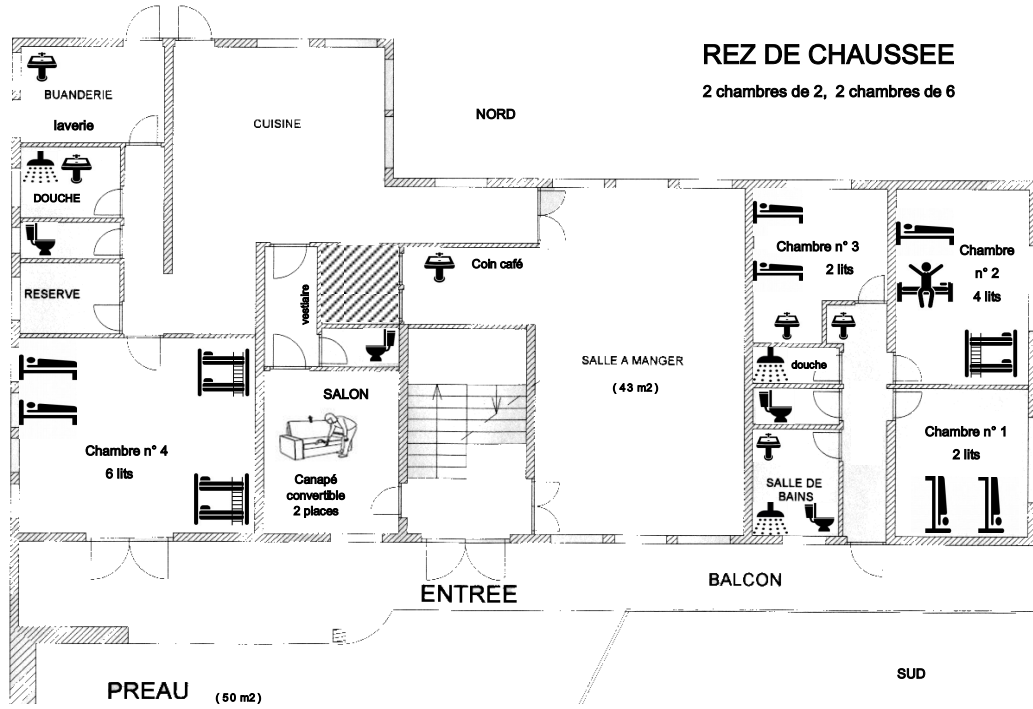 REZ DE CHAUSSEE
2 chambres de 2, 2 chambres de 6
BUANDERIE
laverie
CUISINE
NORD
DOUCHE
RESERVE
vestiaire
Coin café
Chambre n° 3
2 lits
Chambre
n° 2
4 lits
SALLE A MANGER
( 43 m2 )
douche
SALON
Canapé
convertible
2 places
Chambre n° 4
6 lits
Chambre n° 1
2 lits
SALLE DE
BAINS
ENTREE
BALCON
PREAU ( 50 m2 )
SUD